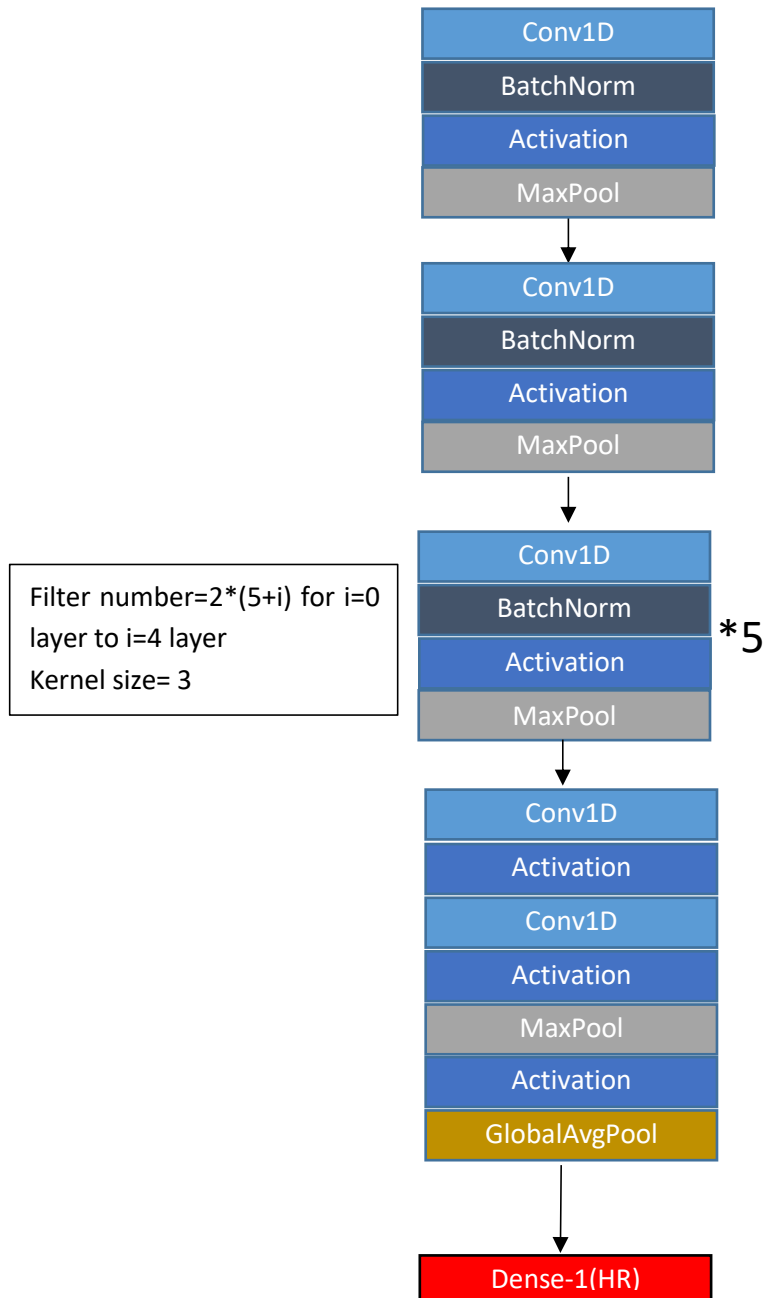 Conv1D
BatchNorm
Activation
MaxPool
Conv1D
BatchNorm
Activation
MaxPool
Filter number=2*(5+i) for i=0
layer to i=4 layer
Kernel size= 3
Conv1D
BatchNorm
Activation
MaxPool
*5
Conv1D
Activation
Conv1D
Activation
MaxPool
Activation
GlobalAvgPool
Dense-1(HR)